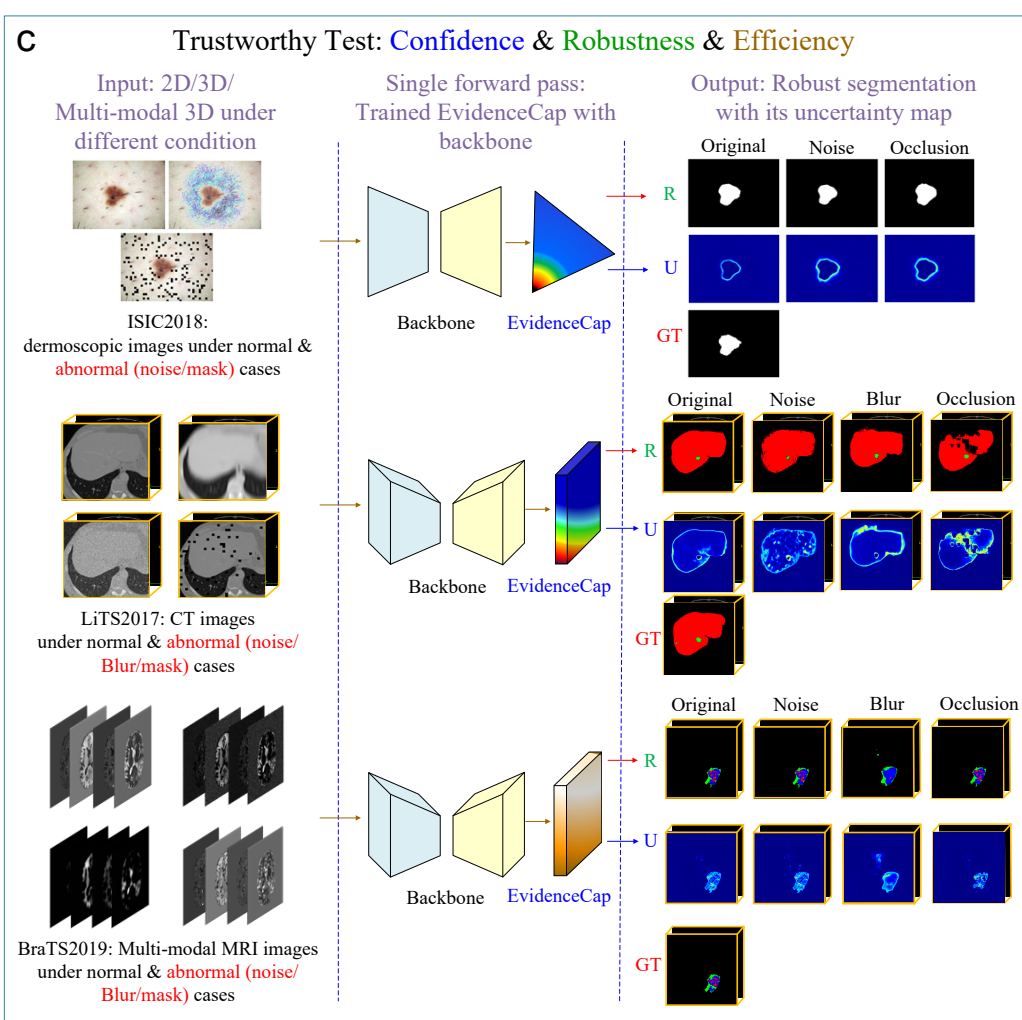 C
Trustworthy Test: Confidence & Robustness & Efficiency
Input: 2D/3D/
Multi-modal 3D under
different condition
Single forward pass:
Trained EvidenceCap with
backbone
Output: Robust segmentation
with its uncertainty map
Original Noise Occlusion
R
U
GT
Backbone EvidenceCap
ISIC2018:
dermoscopic images under normal &
abnormal (noise/mask) cases
Original Noise Blur Occlusion
R
U
GT
Backbone EvidenceCap
LiTS2017: CT images
under normal & abnormal (noise/
Blur/mask) cases
Original Noise Blur Occlusion
R
U
GT
Backbone EvidenceCap
BraTS2019: Multi-modal MRI images
under normal & abnormal (noise/
Blur/mask) cases